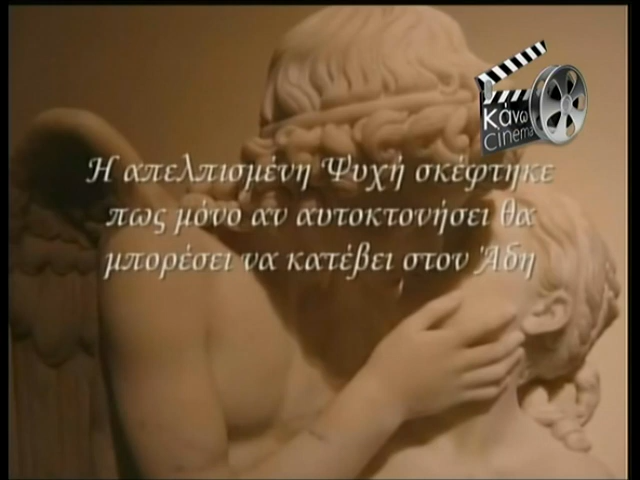 Κάνω
Cinema
Η απελπισμένη Ψυχή σκέφτηκε
πως μόνο αν αυτοκτονήσει θα
μπορέσει να κατέβει στον Άδη